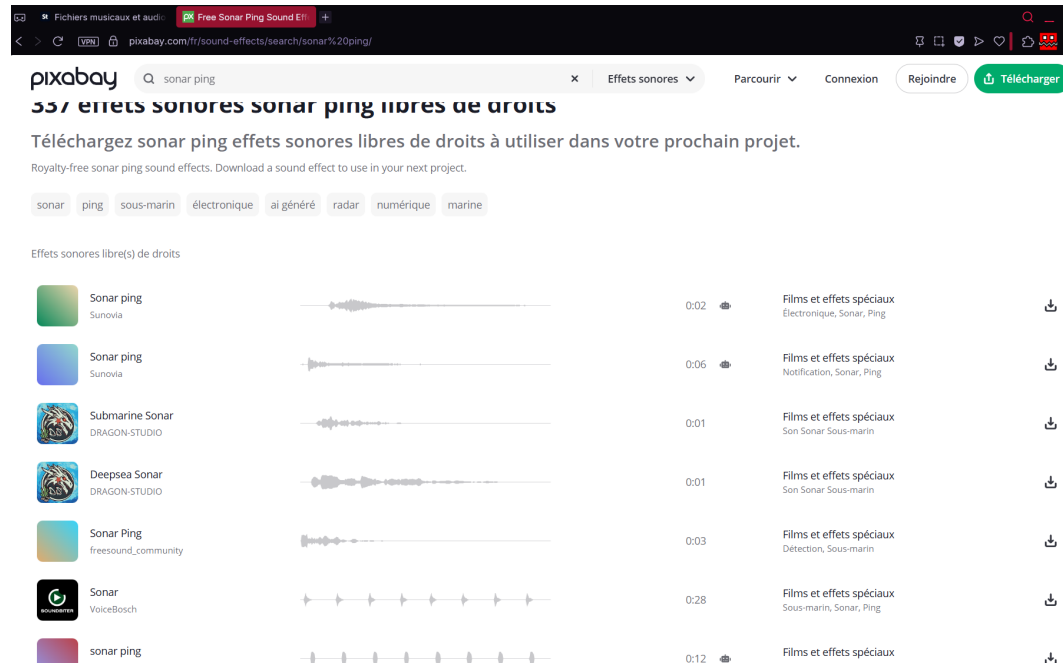 st Fichiers musicaux et audio
px Free Sonar Ping Sound Eff
VPN pixabay.com/fr/sound-effects/search/sonar%20ping/
pixabay sonar ping × Effets sonores Parcourir Connexion Rejoindre Télécharger
337 effets sonores sonar ping libres de droits
Téléchargez sonar ping effets sonores libres de droits à utiliser dans votre prochain projet.
Royalty-free sonar ping sound effects. Download a sound effect to use in your next project.
sonar ping sous-marin électronique ai généré radar numérique marine
Effets sonores libre(s) de droits
Sonar ping 0:02 Films et effets spéciaux
Sunovia Électronique, Sonar, Ping
Sonar ping 0:06 Films et effets spéciaux
Sunovia Notification, Sonar, Ping
Submarine Sonar 0:01 Films et effets spéciaux
DRAGON-STUDIO Son Sonar Sous-marin
Deepsea Sonar 0:01 Films et effets spéciaux
DRAGON-STUDIO Son Sonar Sous-marin
Sonar Ping 0:03 Films et effets spéciaux
freesound_community Détection, Sous-marin
SOUNDBITER Sonar 0:28 Films et effets spéciaux
VoiceBosch Sous-marin, Sonar, Ping
sonar ping 0:12 Films et effets spéciaux